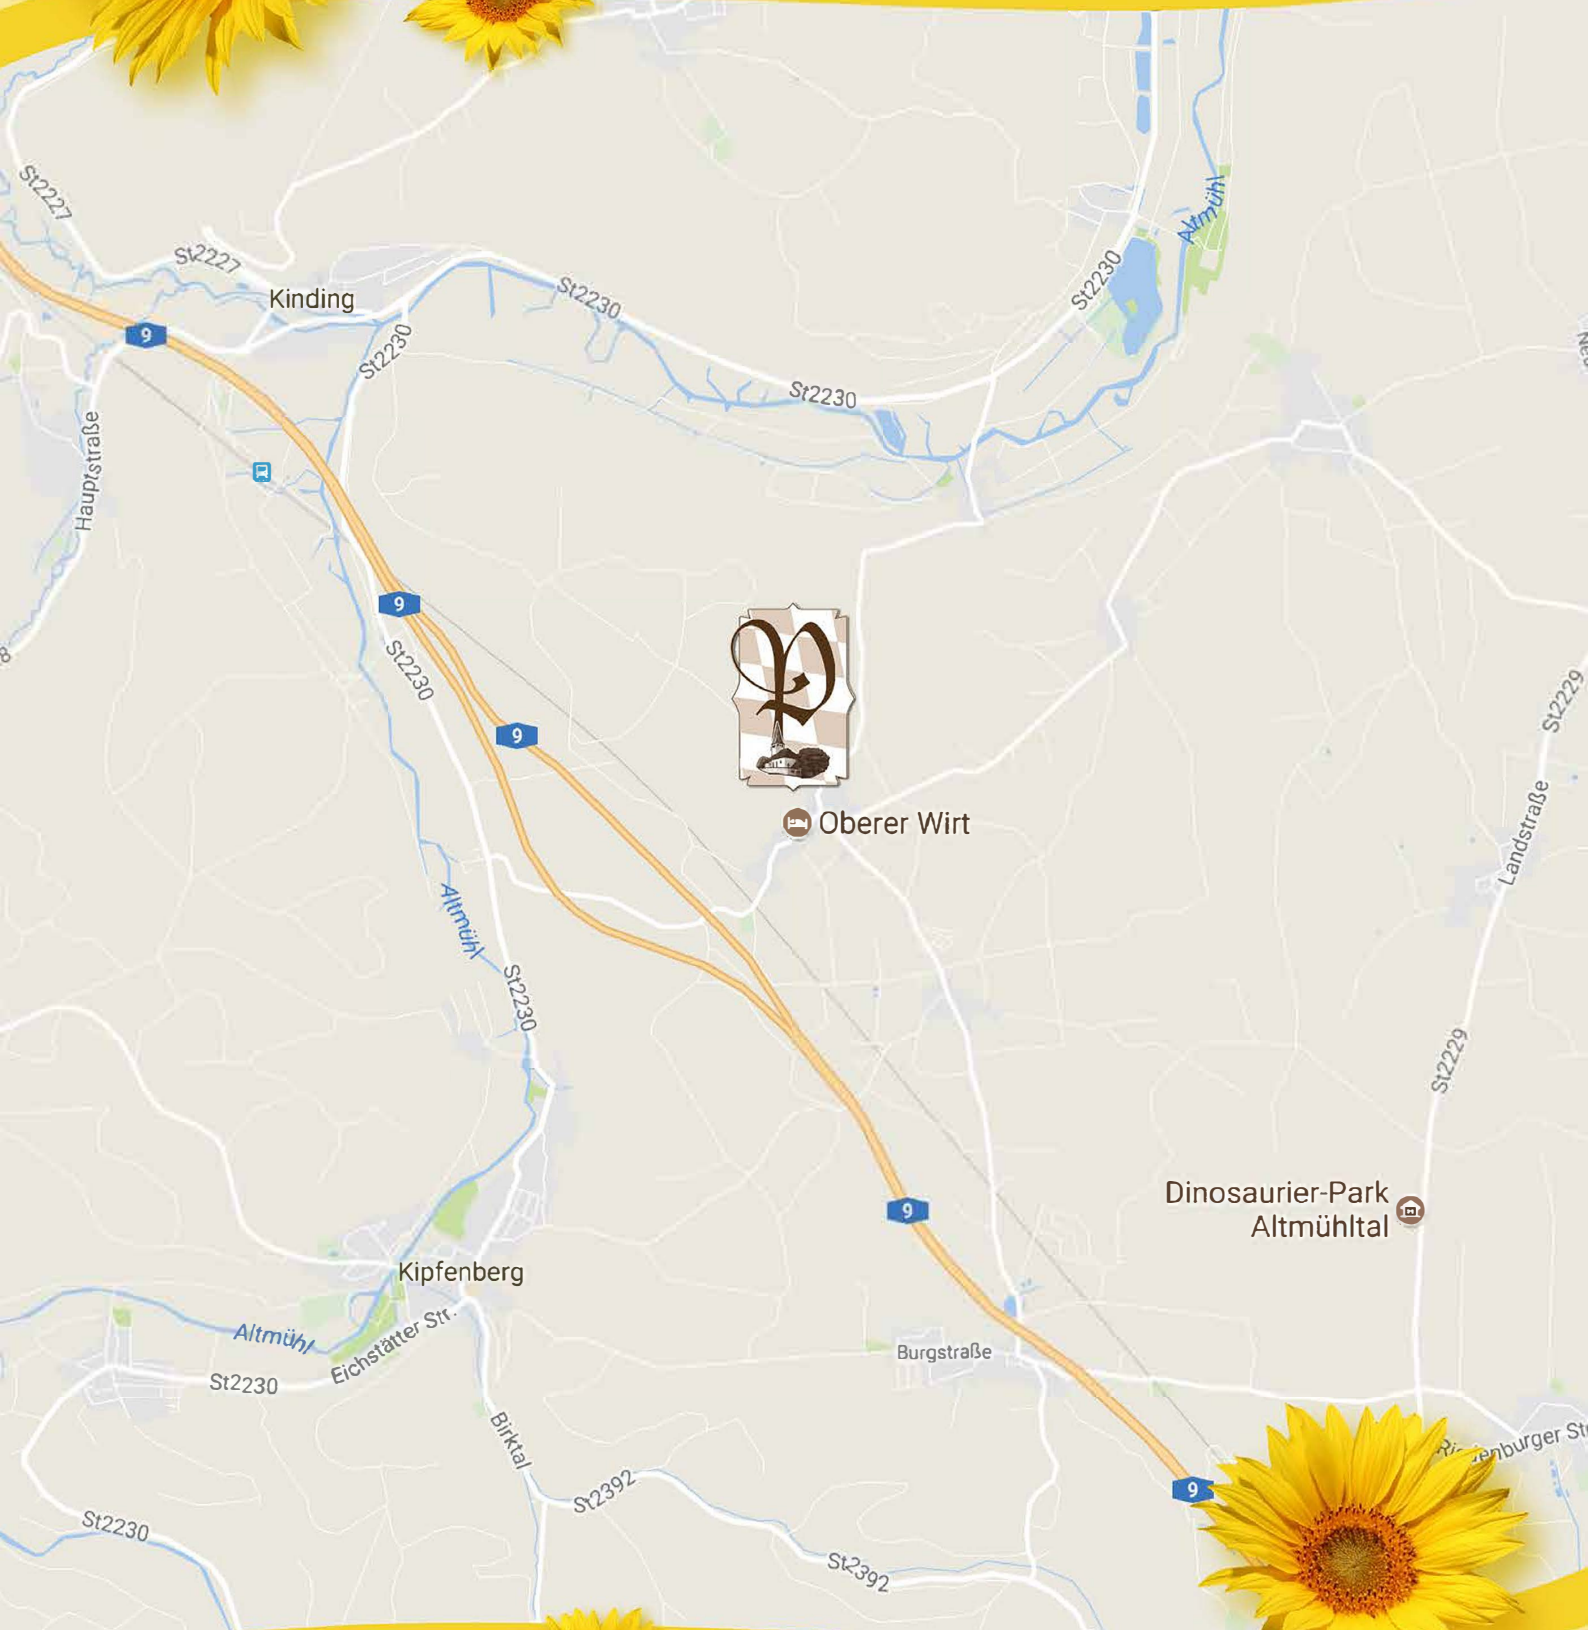 St2227
St2227
Kinding
9
St2230
St2230
St2230
St2230
Altmühl
Hauptstraße
9
St2230
9
P
Oberer Wirt
St2229
Landstraße
Altmühl
St2230
St2229
Dinosaurier-Park
Altmühltal
9
Kipfenberg
Altmühl
Eichstätter Str.
Burgstraße
St2230
Birktal
St2392
9
St2230
St2392